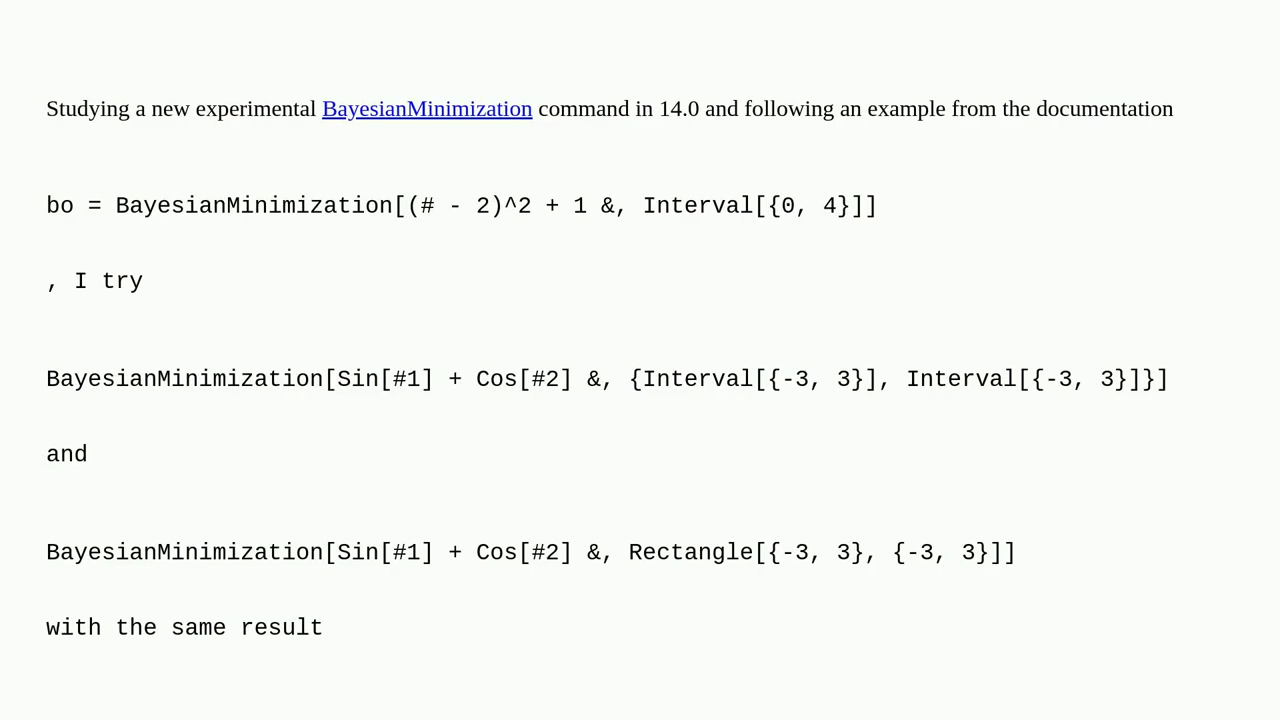 Studying a new experimental BayesianMinimization command in 14.0 and following an example from the documentation
bo = BayesianMinimization[(# - 2)^2 + 1 &, Interval[{0, 4}]]
, I try
BayesianMinimization[Sin[#1] + Cos[#2] &, {Interval[{-3, 3}], Interval[{-3, 3}]}]
and
BayesianMinimization[Sin[#1] + Cos[#2] &, Rectangle[{-3, 3}, {-3, 3}]]
with the same result